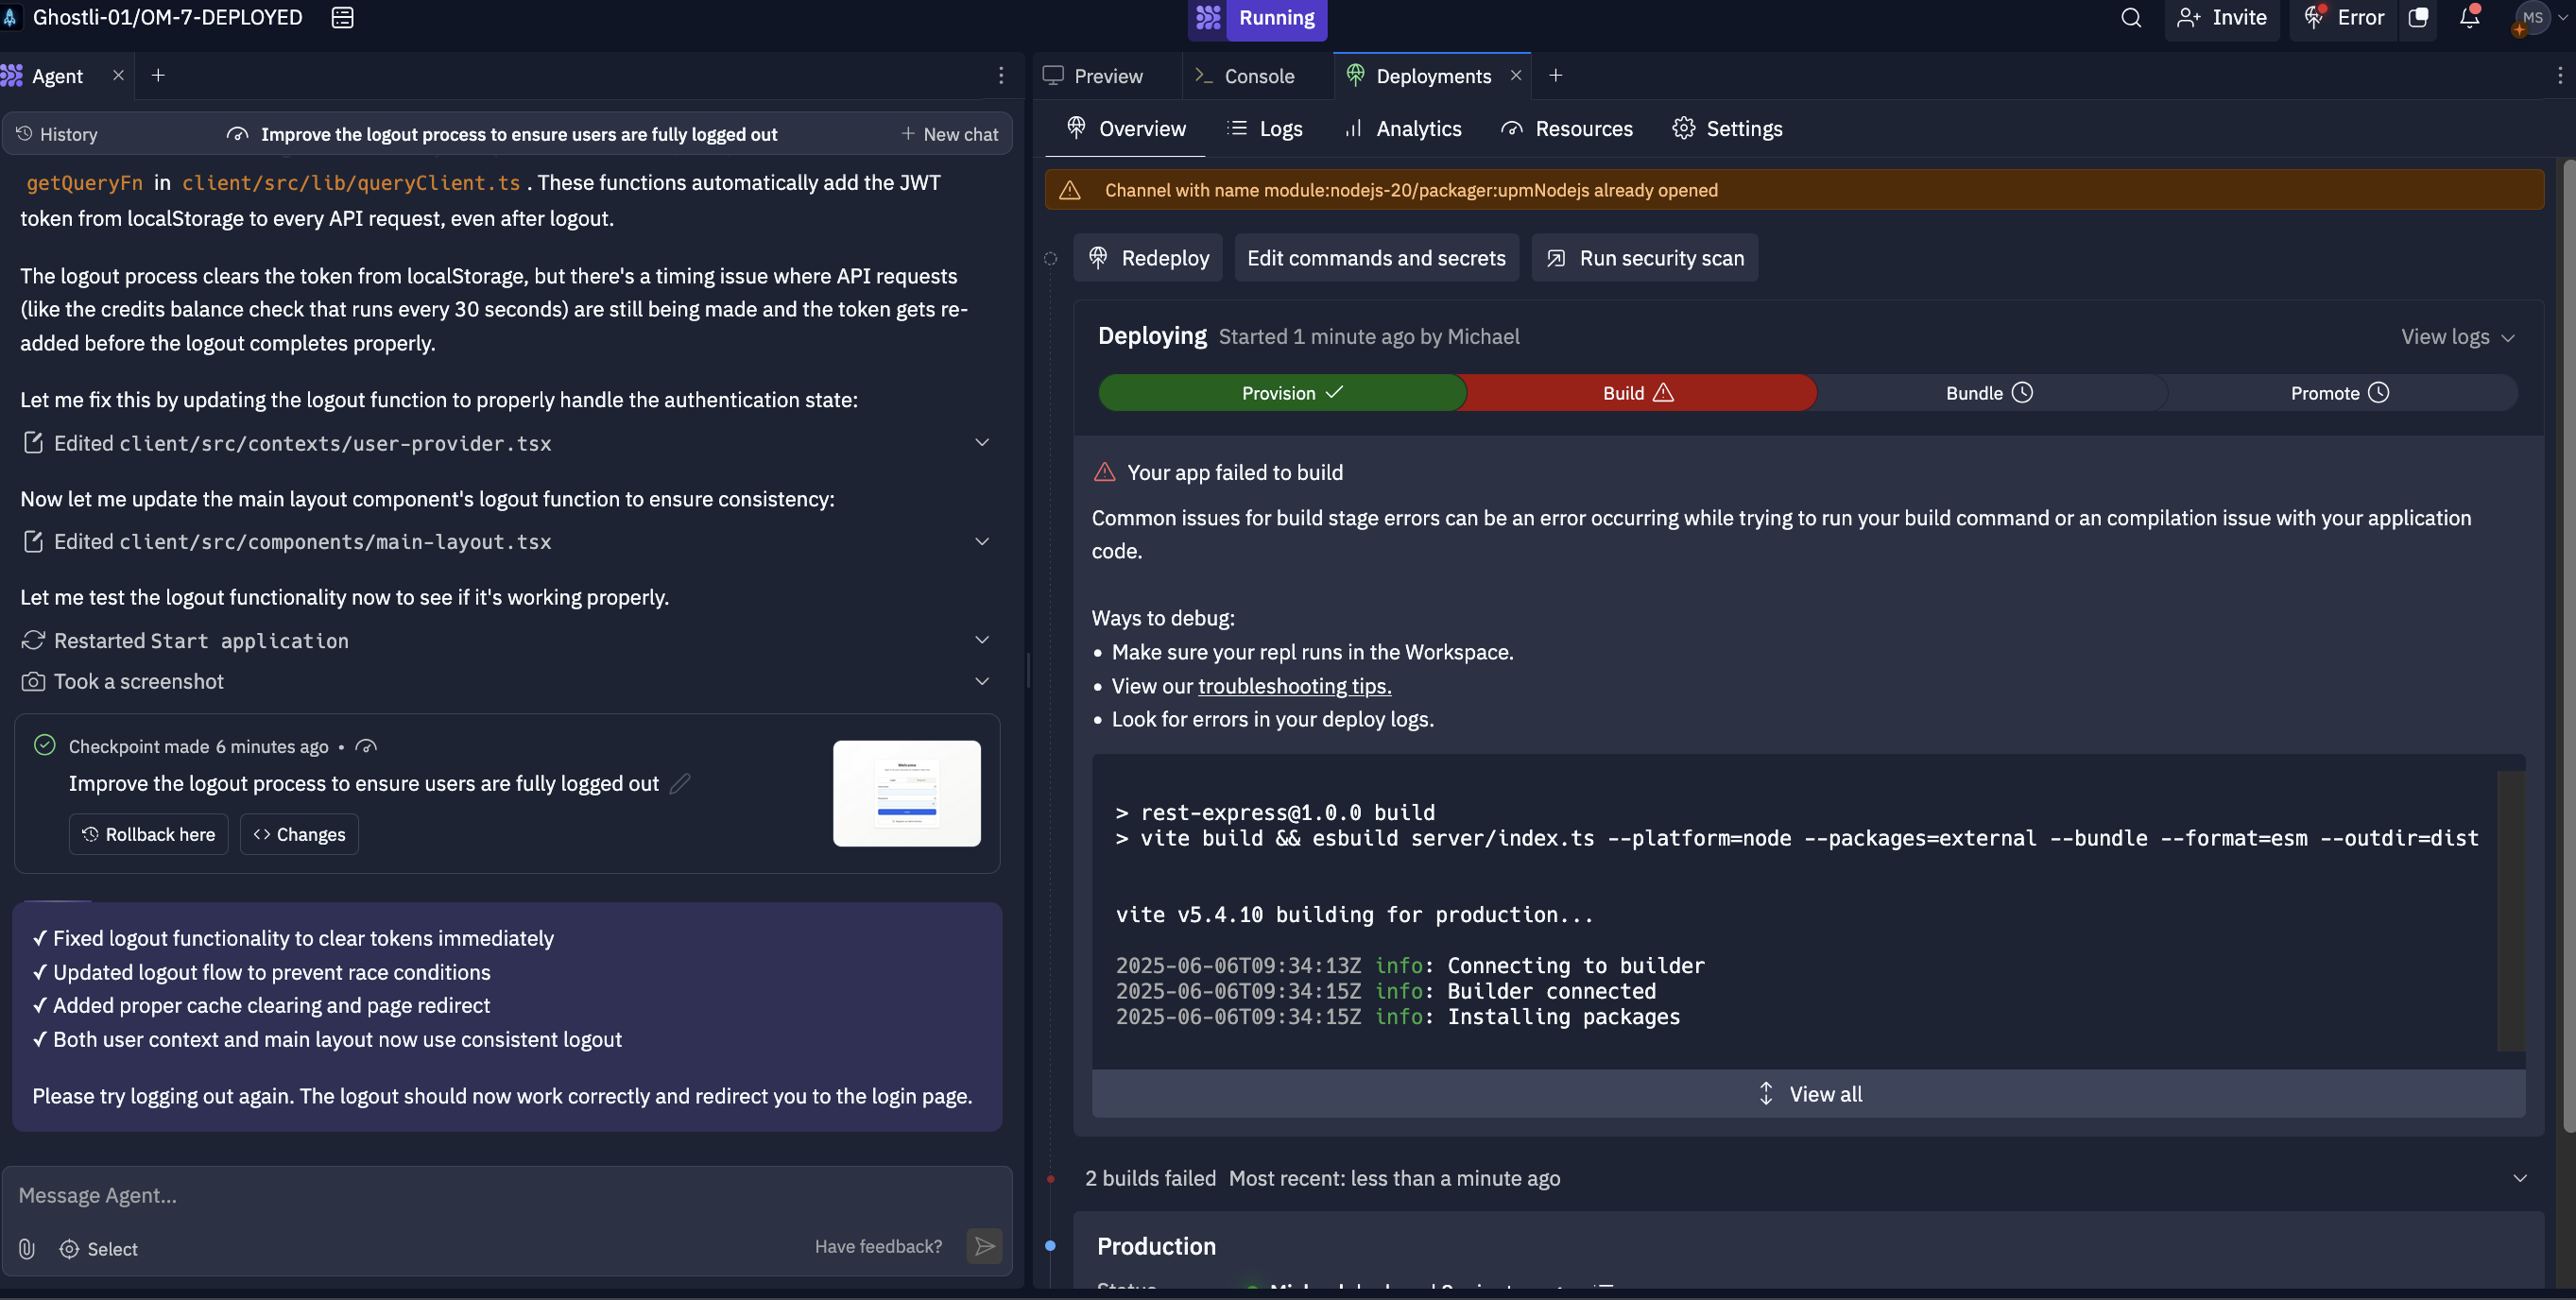 Ghostli-01/OM-7-DEPLOYED
Running
Invite
Error
MS
Agent
Preview
Console
Deployments
History
Improve the logout process to ensure users are fully logged out
New chat
getQueryFn in client/src/lib/queryClient.ts . These functions automatically add the JWT
token from localStorage to every API request, even after logout.
The logout process clears the token from localStorage, but there's a timing issue where API requests
(like the credits balance check that runs every 30 seconds) are still being made and the token gets re-
added before the logout completes properly.
Let me fix this by updating the logout function to properly handle the authentication state:
Edited client/src/contexts/user-provider.tsx
Now let me update the main layout component's logout function to ensure consistency:
Edited client/src/components/main-layout.tsx
Let me test the logout functionality now to see if it's working properly.
Restarted Start application
Took a screenshot
Checkpoint made 6 minutes ago •
Improve the logout process to ensure users are fully logged out
Rollback here
<> Changes
Welcome
✓ Fixed logout functionality to clear tokens immediately
✓ Updated logout flow to prevent race conditions
✓ Added proper cache clearing and page redirect
✓ Both user context and main layout now use consistent logout
Please try logging out again. The logout should now work correctly and redirect you to the login page.
Message Agent...
Select
Have feedback?
Overview
Logs
Analytics
Resources
Settings
Channel with name module:nodejs-20/packager:upmNodejs already opened
Redeploy
Edit commands and secrets
Run security scan
Deploying Started 1 minute ago by Michael
View logs
Provision
Build
Bundle
Promote
Your app failed to build
Common issues for build stage errors can be an error occurring while trying to run your build command or an compilation issue with your application
code.
Ways to debug:
• Make sure your repl runs in the Workspace.
• View our troubleshooting tips.
• Look for errors in your deploy logs.
> rest-express@1.0.0 build
> vite build && esbuild server/index.ts --platform=node --packages=external --bundle --format=esm --outdir=dist
vite v5.4.10 building for production...
2025-06-06T09:34:13Z info: Connecting to builder
2025-06-06T09:34:15Z info: Builder connected
2025-06-06T09:34:15Z info: Installing packages
View all
2 builds failed Most recent: less than a minute ago
Production